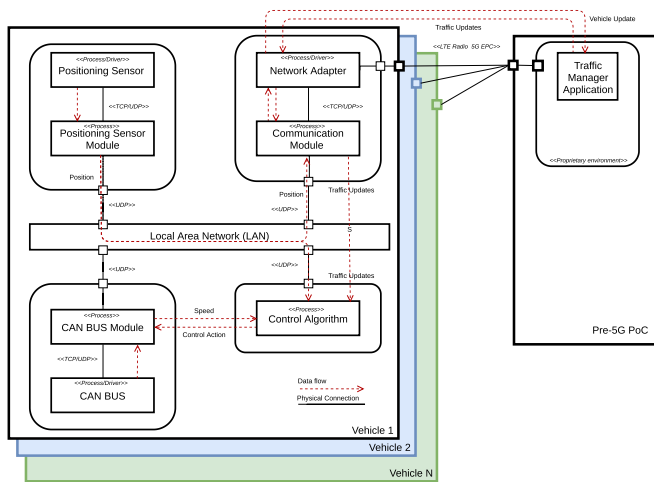 Vehicle Update
Traffic Updates
<<LTE Radio 5G EPC>>
<<Process/Driver>>
Positioning Sensor
<<TCP/UDP>>
<<Process>>
Positioning Sensor
Module
Position
<<UDP>>
<<Process/Driver>>
Network Adapter
<<TCP/UDP>>
<<Process>>
Communication
Module
Position
Traffic Updates
<<UDP>>
S
Local Area Network (LAN)
<<UDP>>
<<UDP>>
Traffic Updates
<<Process>>
CAN BUS Module
Speed
Control Action
<<Process>>
Control Algorithm
<<TCP/UDP>>
<<Process/Driver>>
CAN BUS
Data flow
Physical Connection
Vehicle 1
Vehicle 2
Vehicle N
Traffic
Manager
Application
<<Proprietary environment>>
Pre-5G PoC